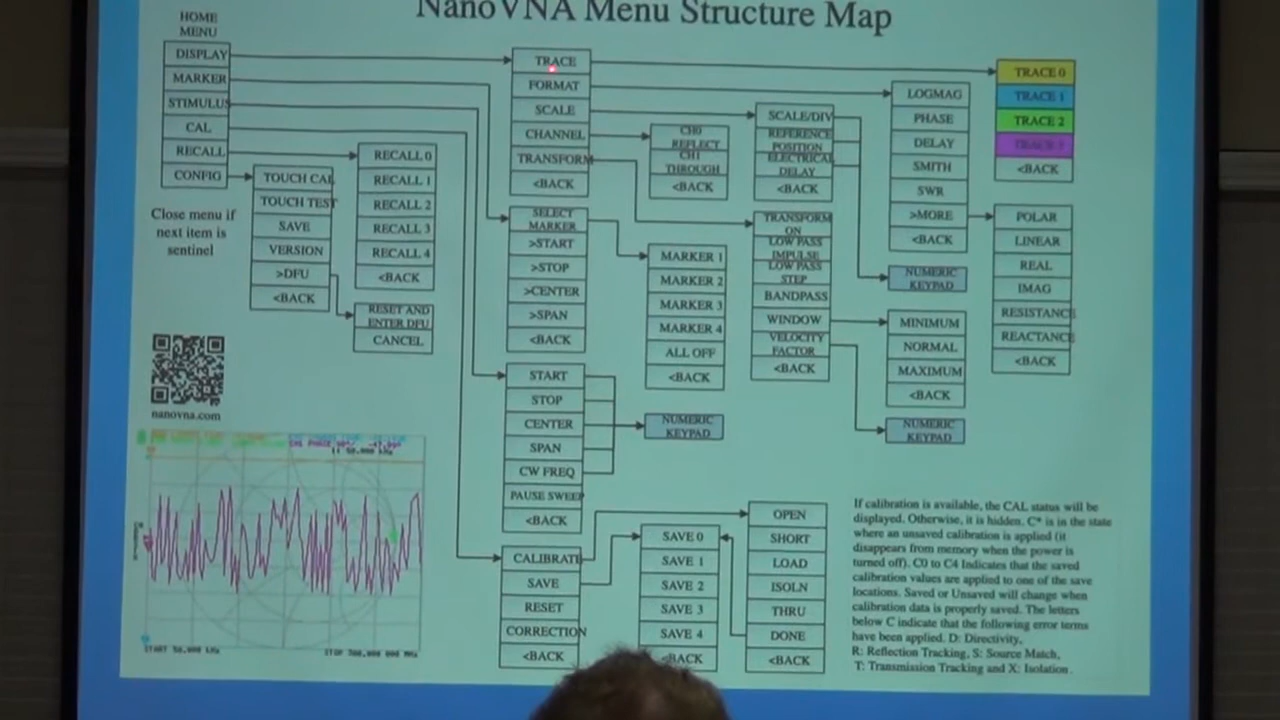 NanoVNA Menu Structure Map
HOME
MENU
DISPLAY
MARKER
STIMULUS
CAL
RECALL
CONFIG
Close menu if
next item is
sentinel
TOUCH CAL
TOUCH TEST
SAVE
VERSION
>DFU
<BACK
RECALL 0
RECALL 1
RECALL 2
RECALL 3
RECALL 4
<BACK
RESET AND
ENTER DFU
CANCEL
TRACE
FORMAT
SCALE
CHANNEL
TRANSFORM
<BACK
SELECT
MARKER
>START
>STOP
>CENTER
>SPAN
<BACK
START
STOP
CENTER
SPAN
CW FREQ
PAUSE SWEEP
<BACK
CALIBRATE
SAVE
RESET
CORRECTION
<BACK
CH0
REFLECT
CH1
THROUGH
<BACK
MARKER 1
MARKER 2
MARKER 3
MARKER 4
ALL OFF
<BACK
NUMERIC
KEYPAD
SAVE 0
SAVE 1
SAVE 2
SAVE 3
SAVE 4
<BACK
SCALE/DIV
REFERENCE
POSITION
ELECTRICAL
DELAY
<BACK
TRANSFORM
ON
LOW PASS
IMPULSE
LOW PASS
STEP
BANDPASS
WINDOW
VELOCITY
FACTOR
<BACK
OPEN
SHORT
LOAD
ISOLN
THRU
DONE
<BACK
LOGMAG
PHASE
DELAY
SMITH
SWR
>MORE
<BACK
NUMERIC
KEYPAD
MINIMUM
NORMAL
MAXIMUM
<BACK
NUMERIC
KEYPAD
TRACE 0
TRACE 1
TRACE 2
TRACE 3
<BACK
POLAR
LINEAR
REAL
IMAG
RESISTANCE
REACTANCE
<BACK
nanovna.com
START 50.000 kHz
STOP 300.000 000 MHz
If calibration is available, the CAL status will be
displayed. Otherwise, it is hidden. C* is in the state
where an unsaved calibration is applied (it
disappears from memory when the power is
turned off). C0 to C4 Indicates that the saved
calibration values are applied to one of the save
locations. Saved or Unsaved will change when
calibration data is properly saved. The letters
below C indicate that the following error terms
have been applied. D: Directivity,
R: Reflection Tracking, S: Source Match,
T: Transmission Tracking and X: Isolation.